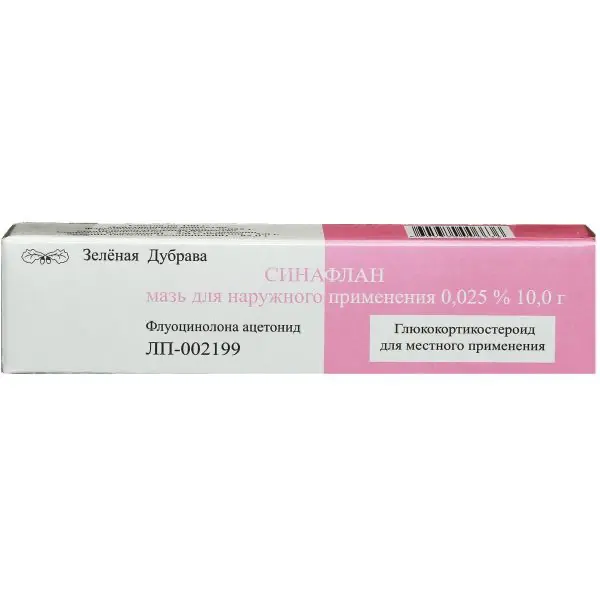 Зелёная Дубрава
СИНАФЛАН
мазь для наружного применения 0,025 % 10,0 г
Флуоцинолона ацетонид
ЛП-002199
Глюкокортикостероид
для местного применения